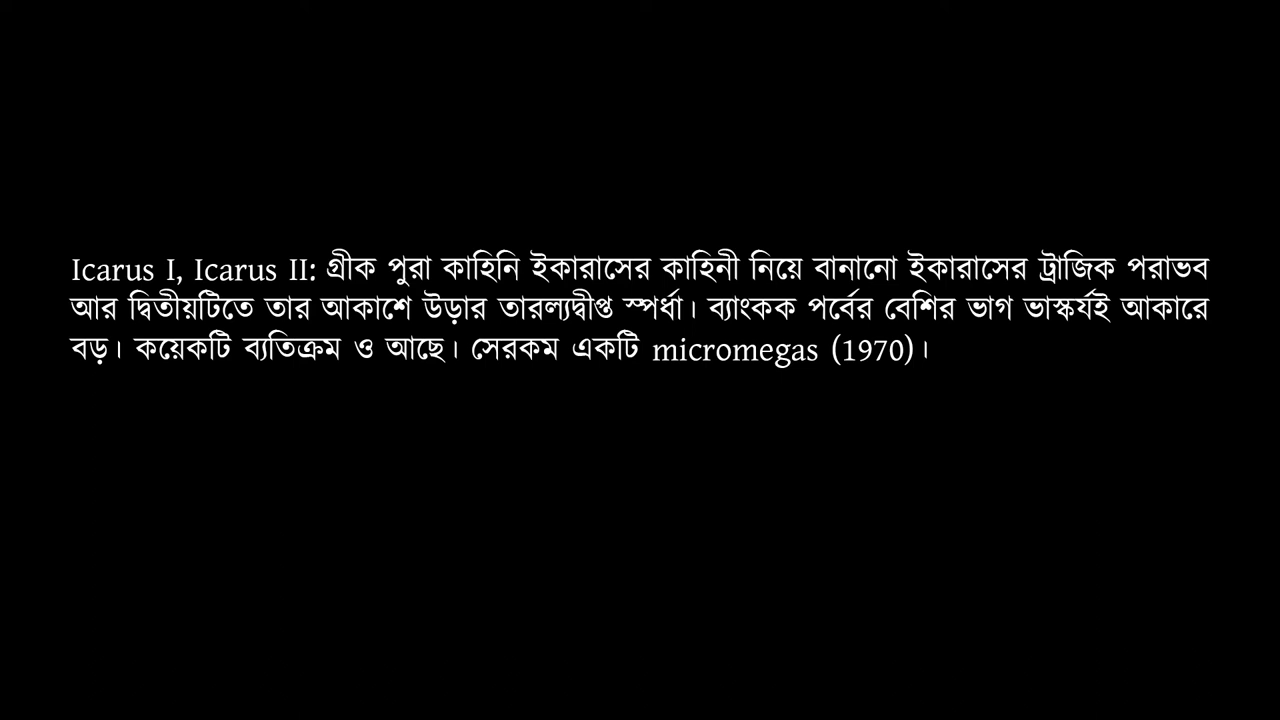 Icarus I, Icarus II: গ্রীক পুরা কাহিনি ইকারাসের কাহিনী নিয়ে বানানো ইকারাসের ট্রাজিক পরাভব
আর দ্বিতীয়টিতে তার আকাশে উড়ার তারল্যদ্বীপ্ত স্পর্ধা। ব্যাংকক পর্বের বেশির ভাগ ভাস্কর্যই আকারে
বড়। কয়েকটি ব্যতিক্রম ও আছে। সেরকম একটি micromegas (1970)।